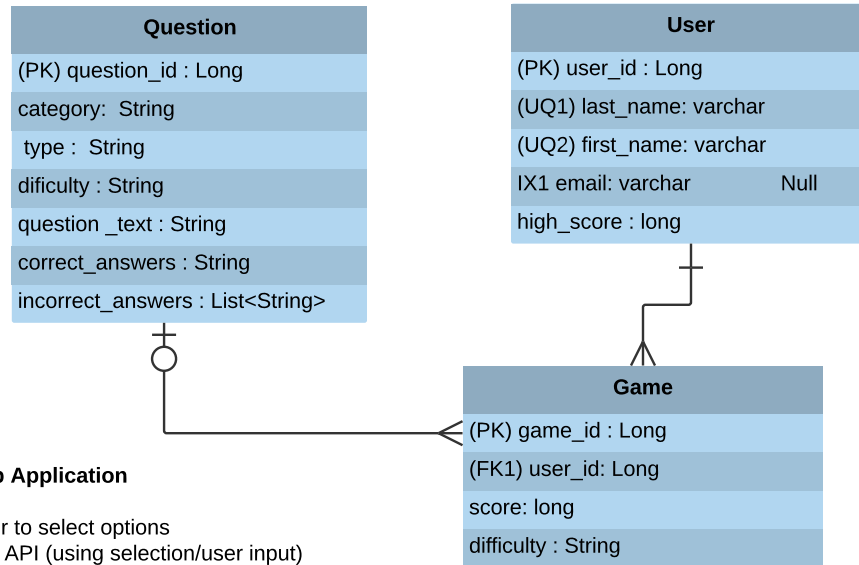 Question
(PK) question_id : Long
category: String
type : String
dificulty : String
question _text : String
correct_answers : String
incorrect_answers : List<String>
User
(PK) user_id : Long
(UQ1) last_name: varchar
(UQ2) first_name: varchar
IX1 email: varchar Null
high_score : long
Game
(PK) game_id : Long
(FK1) user_id: Long
score: long
difficulty : String
Application
to select options
API (using selection/user input)